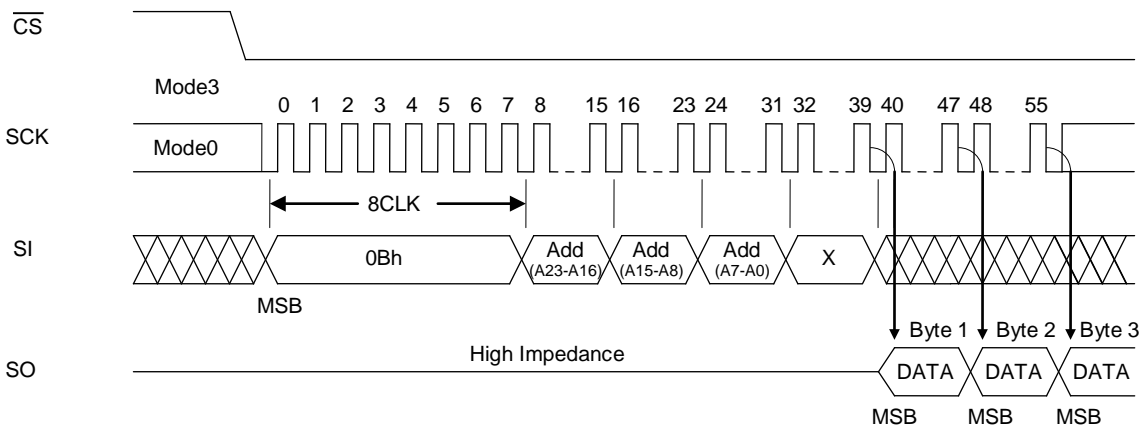 CS
Mode3
0 1 2 3 4 5 6 7 8 15 16 23 24 31 32 39 40 47 48 55
SCK
Mode0
8CLK
SI
0Bh
Add
(A23-A16)
Add
(A15-A8)
Add
(A7-A0)
X
MSB
Byte 1 Byte 2 Byte 3
High Impedance
SO
DATA DATA DATA
MSB MSB MSB